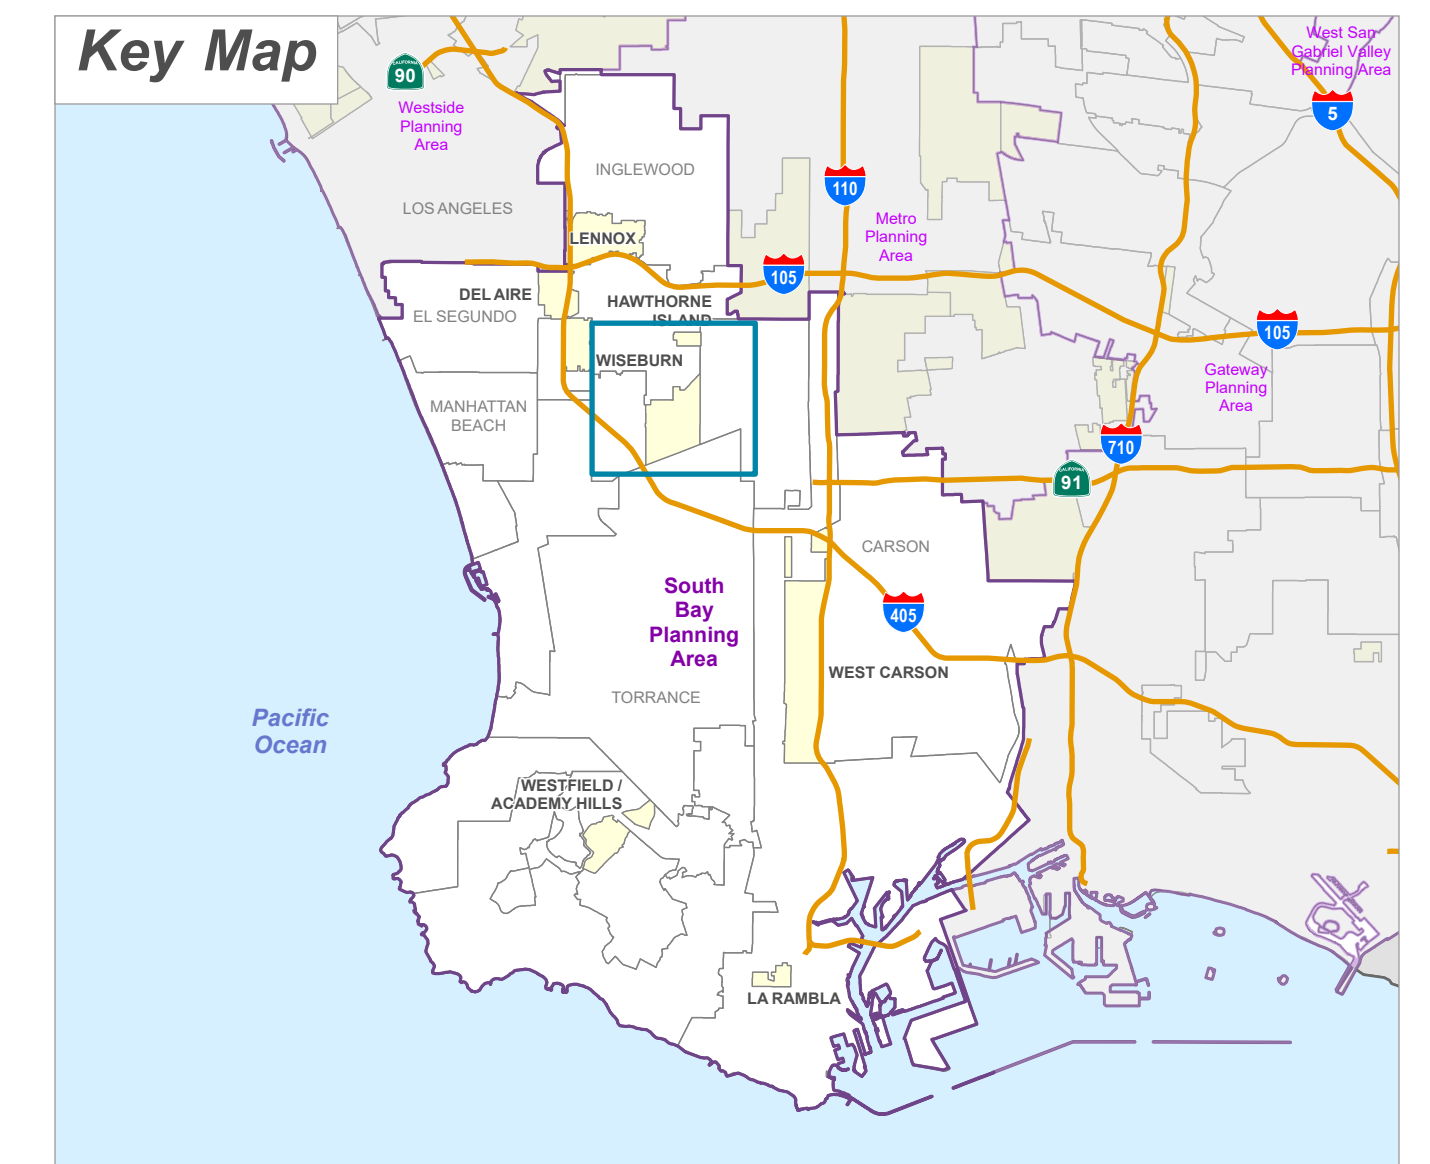 Key Map
CALIFORNIA
90
Westside
Planning
Area
West San
Gabriel Valley
Planning Area
5
INGLEWOOD
110
LOS ANGELES
Metro
Planning
Area
LENNOX
105
DEL AIRE
EL SEGUNDO
HAWTHORNE
ISLAND
105
WISEBURN
Gateway
Planning
Area
MANHATTAN
BEACH
710
CALIFORNIA
91
CARSON
South
Bay
Planning
Area
405
WEST CARSON
TORRANCE
Pacific
Ocean
WESTFIELD /
ACADEMY HILLS
LA RAMBLA